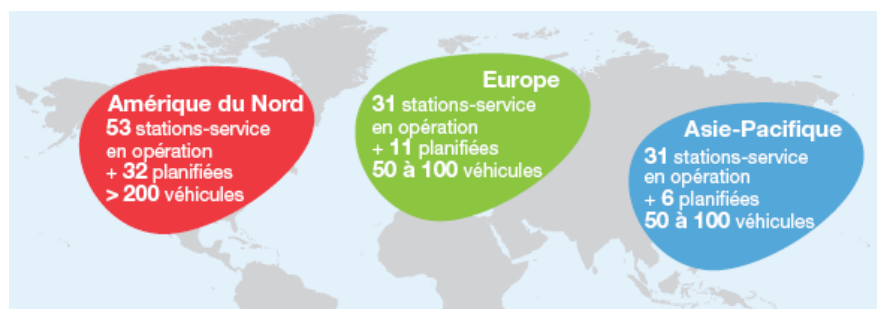 Amérique du Nord
53 stations-service
en opération
+ 32 planifiées
> 200 véhicules
Europe
31 stations-service
en opération
+ 11 planifiées
50 à 100 véhicules
Asie-Pacifique
31 stations-service
en opération
+ 6 planifiées
50 à 100 véhicules